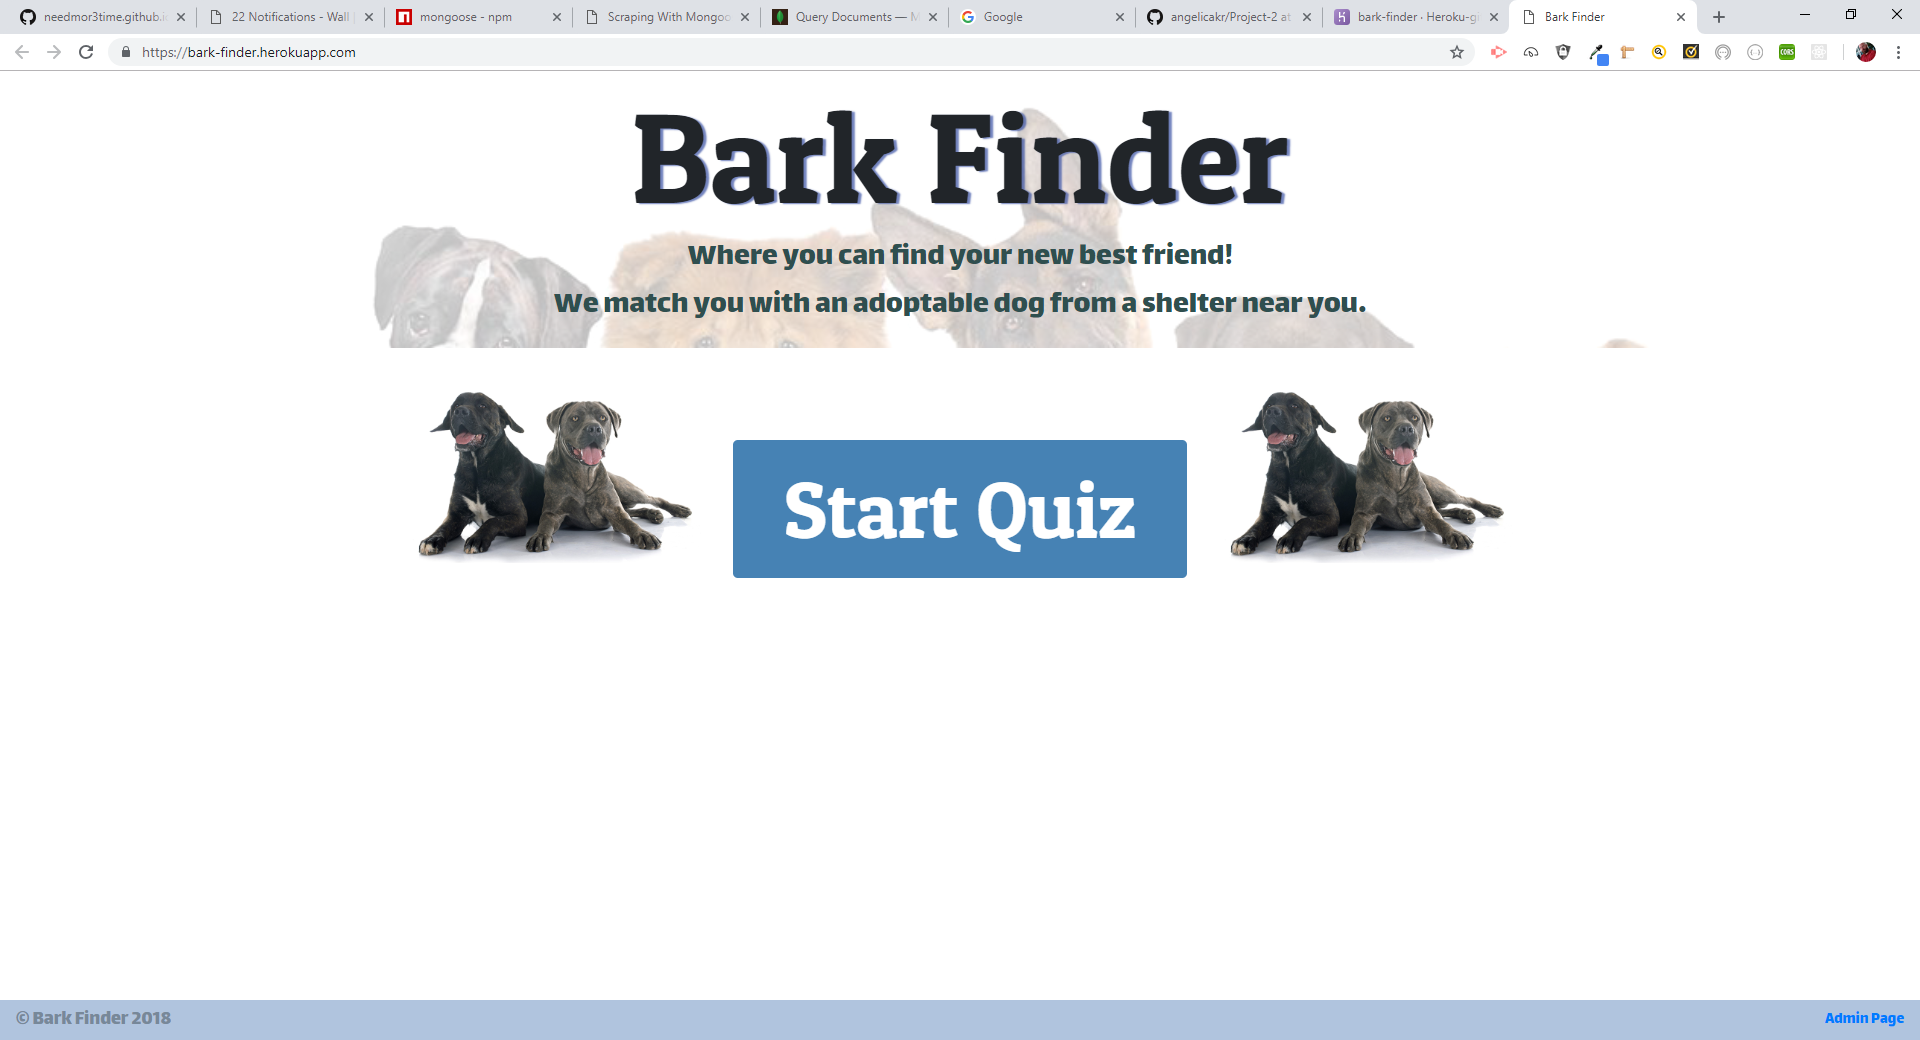 needmor3time.github.i
22 Notifications - Wall
mongoose - npm
Scraping With Mongoo
Query Documents — M
Google
angelicakr/Project-2 at
bark-finder · Heroku-gi
Bark Finder
https://bark-finder.herokuapp.com
CORS
Bark Finder
Where you can find your new best friend!
We match you with an adoptable dog from a shelter near you.
Start Quiz
© Bark Finder 2018
Admin Page